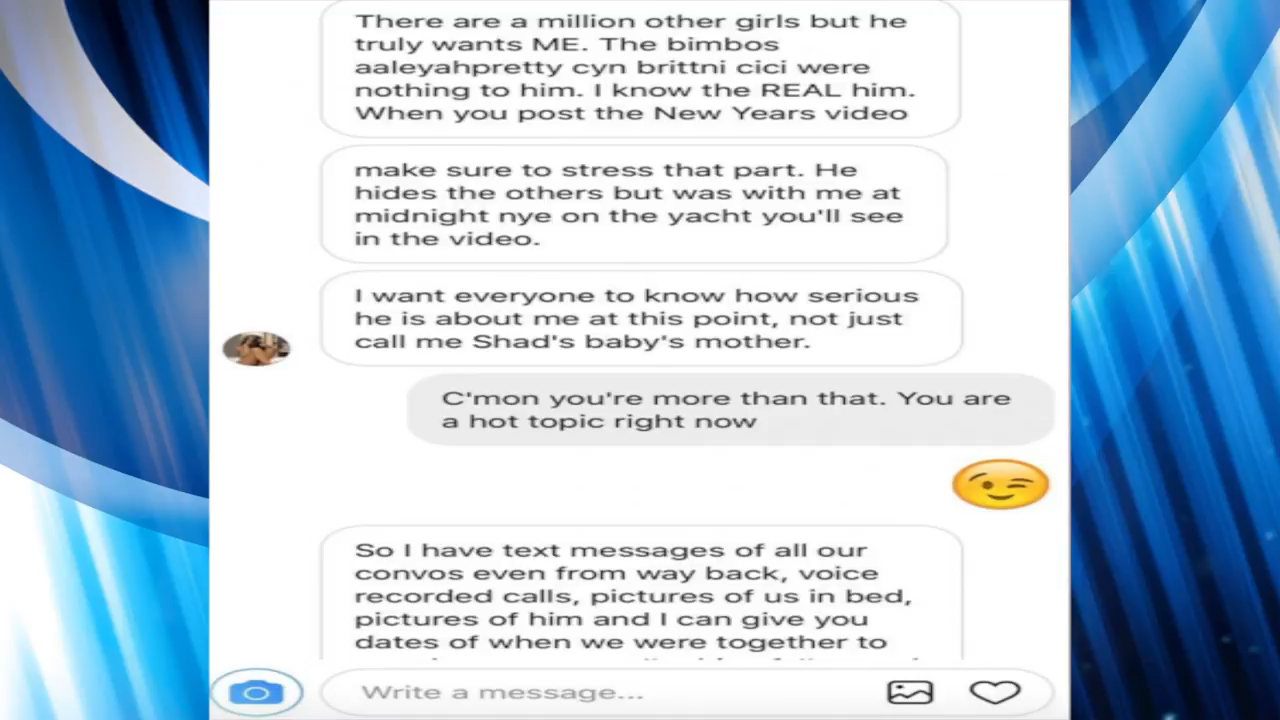 There are a million other girls but he
truly wants ME. The bimbos
aaleyahpretty cyn brittni cici were
nothing to him. I know the REAL him.
When you post the New Years video
make sure to stress that part. He
hides the others but was with me at
midnight nye on the yacht you'll see
in the video.
I want everyone to know how serious
he is about me at this point, not just
call me Shad's baby's mother.
C'mon you're more than that. You are
a hot topic right now
So I have text messages of all our
convos even from way back, voice
recorded calls, pictures of us in bed,
pictures of him and I can give you
dates of when we were together to
Write a message...